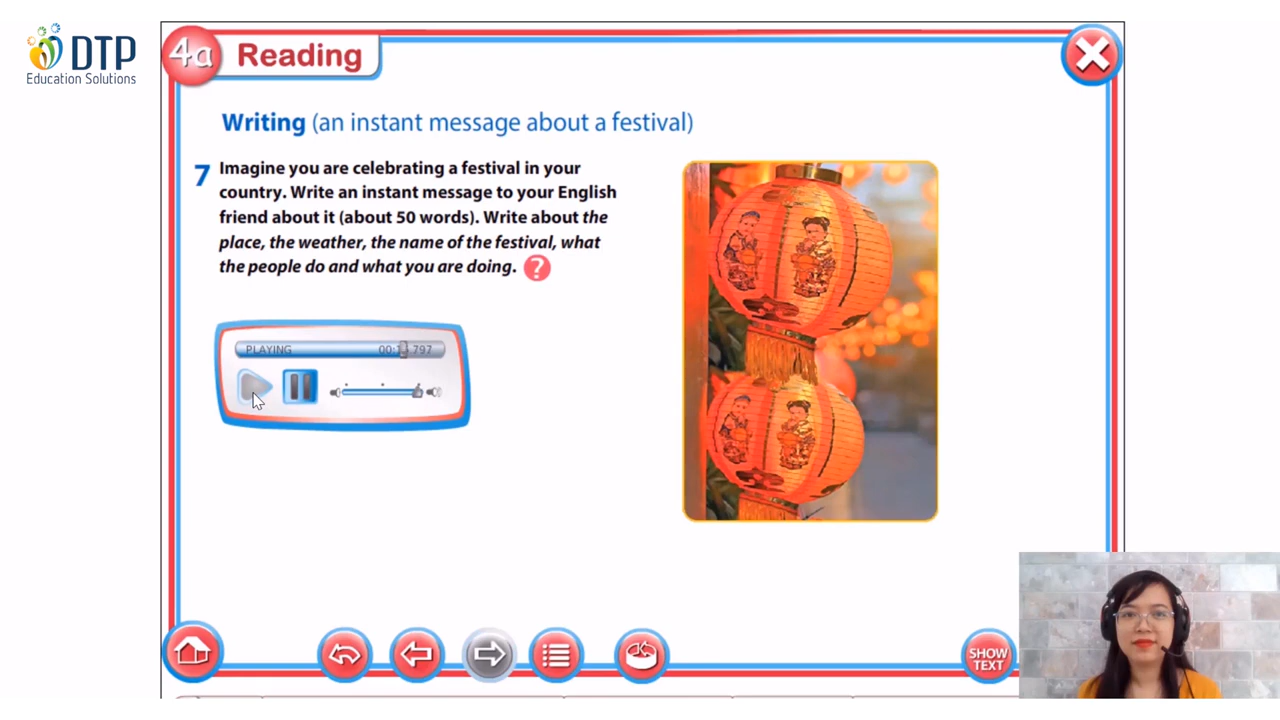 DTP
Education Solutions
4a Reading
Writing (an instant message about a festival)
7 Imagine you are celebrating a festival in your
country. Write an instant message to your English
friend about it (about 50 words). Write about the
place, the weather, the name of the festival, what
the people do and what you are doing. ?
PLAYING
SHOW
TEXT